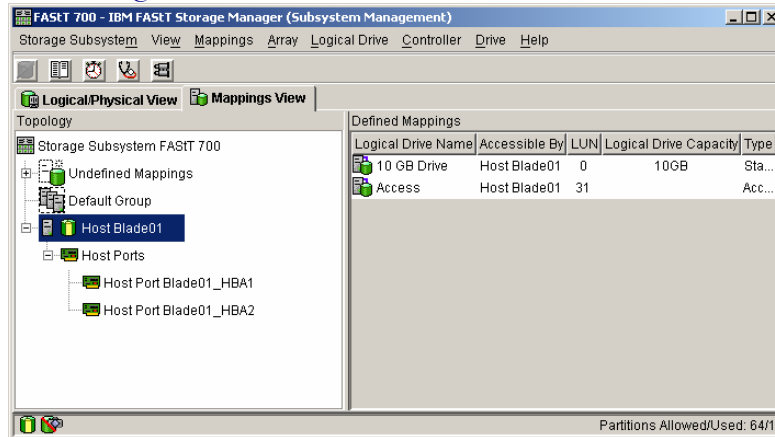 FAStT 700 - IBM FAStT Storage Manager (Subsystem Management)
Storage Subsystem View Mappings Array Logical Drive Controller Drive Help
Logical/Physical View Mappings View
Topology
Storage Subsystem FAStT 700
Undefined Mappings
Default Group
Host Blade01
Host Ports
Host Port Blade01_HBA1
Host Port Blade01_HBA2
Defined Mappings
Logical Drive Name Accessible By LUN Logical Drive Capacity Type
10 GB Drive Host Blade01 0 10GB Sta...
Access Host Blade01 31 Acc...
Partitions Allowed/Used: 64/1